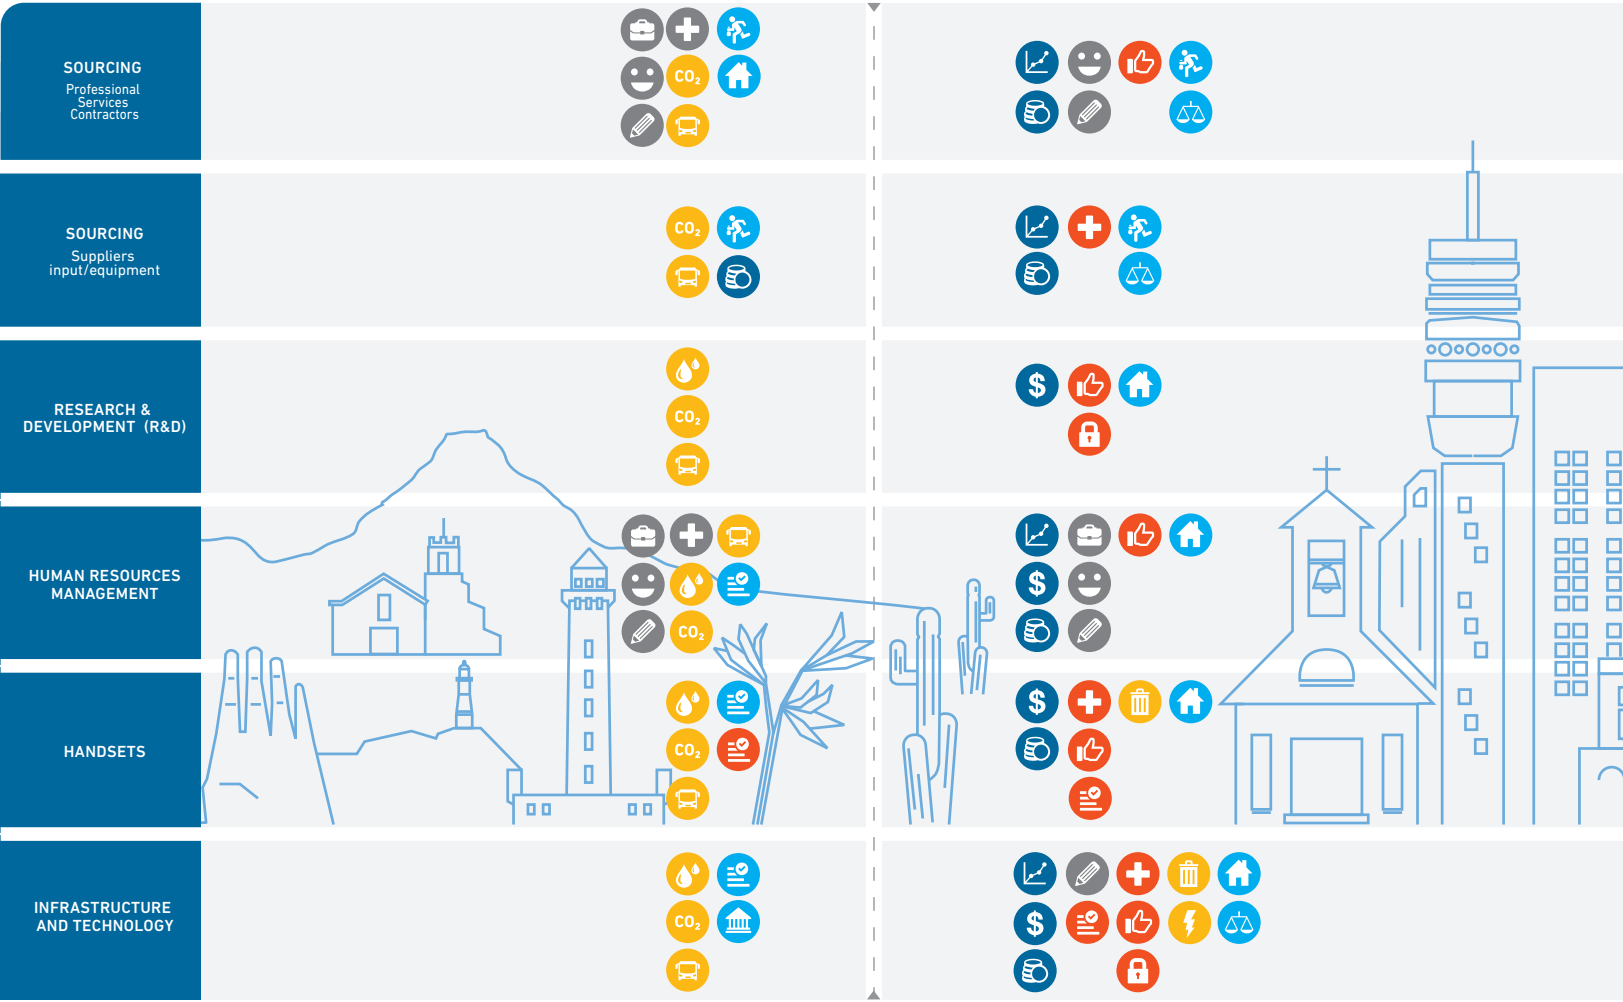 SOURCING
Professional
Services
Contractors
CO₂
SOURCING
Suppliers
input/equipment
CO₂
RESEARCH &
DEVELOPMENT (R&D)
CO₂
$
HUMAN RESOURCES
MANAGEMENT
CO₂
$
HANDSETS
CO₂
$
INFRASTRUCTURE
AND TECHNOLOGY
CO₂
$